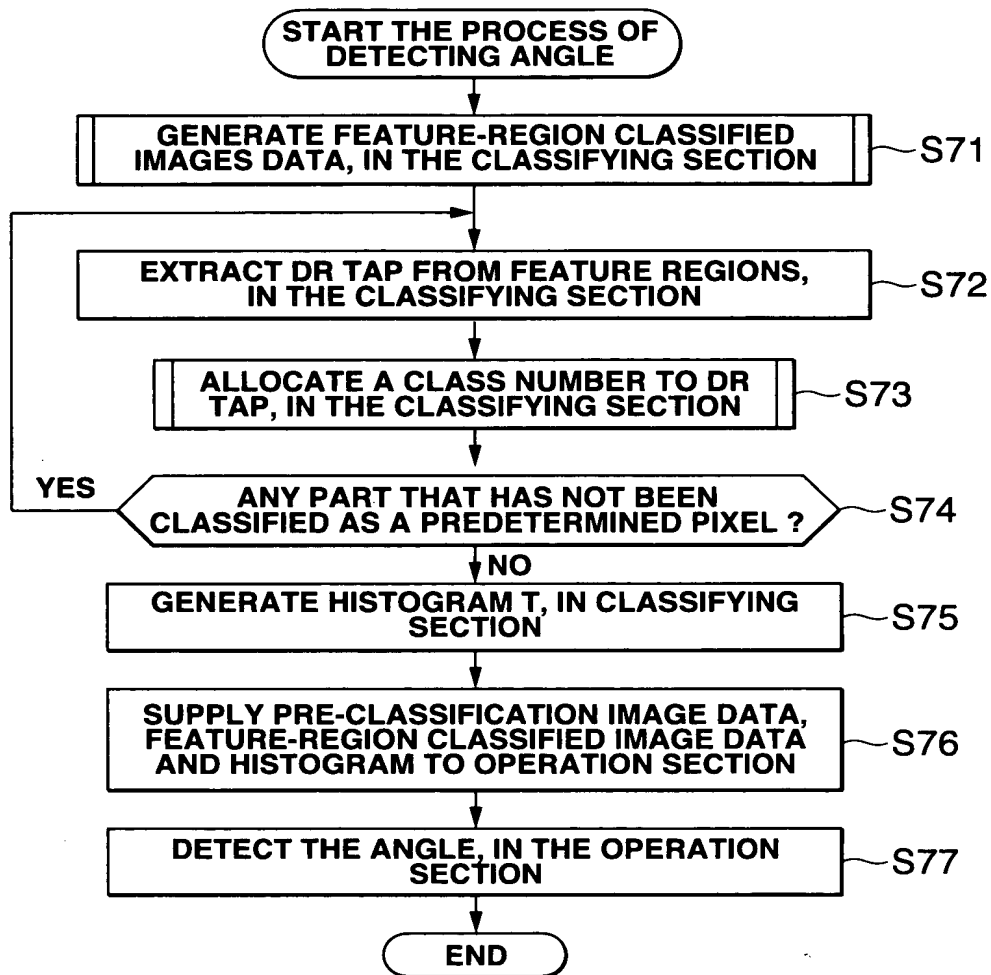 START THE PROCESS OF
DETECTING ANGLE
GENERATE FEATURE-REGION CLASSIFIED
IMAGES DATA, IN THE CLASSIFYING SECTION
S71
EXTRACT DR TAP FROM FEATURE REGIONS,
IN THE CLASSIFYING SECTION
S72
ALLOCATE A CLASS NUMBER TO DR
TAP, IN THE CLASSIFYING SECTION
S73
YES
ANY PART THAT HAS NOT BEEN
CLASSIFIED AS A PREDETERMINED PIXEL ?
S74
NO
GENERATE HISTOGRAM T, IN CLASSIFYING
SECTION
S75
SUPPLY PRE-CLASSIFICATION IMAGE DATA,
FEATURE-REGION CLASSIFIED IMAGE DATA
AND HISTOGRAM TO OPERATION SECTION
S76
DETECT THE ANGLE, IN THE OPERATION
SECTION
S77
END